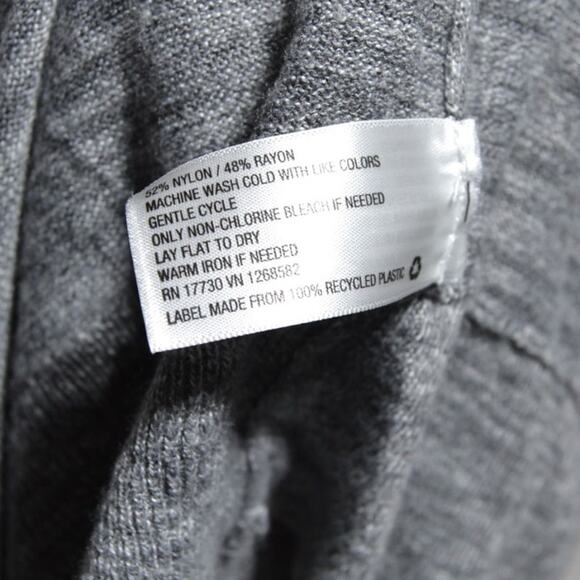 52% NYLON / 48% RAYON
MACHINE WASH COLD WITH LIKE COLORS
GENTLE CYCLE
ONLY NON-CHLORINE BLEACH IF NEEDED
LAY FLAT TO DRY
WARM IRON IF NEEDED
RN 17730 VN 1268582
LABEL MADE FROM 100% RECYCLED PLASTIC